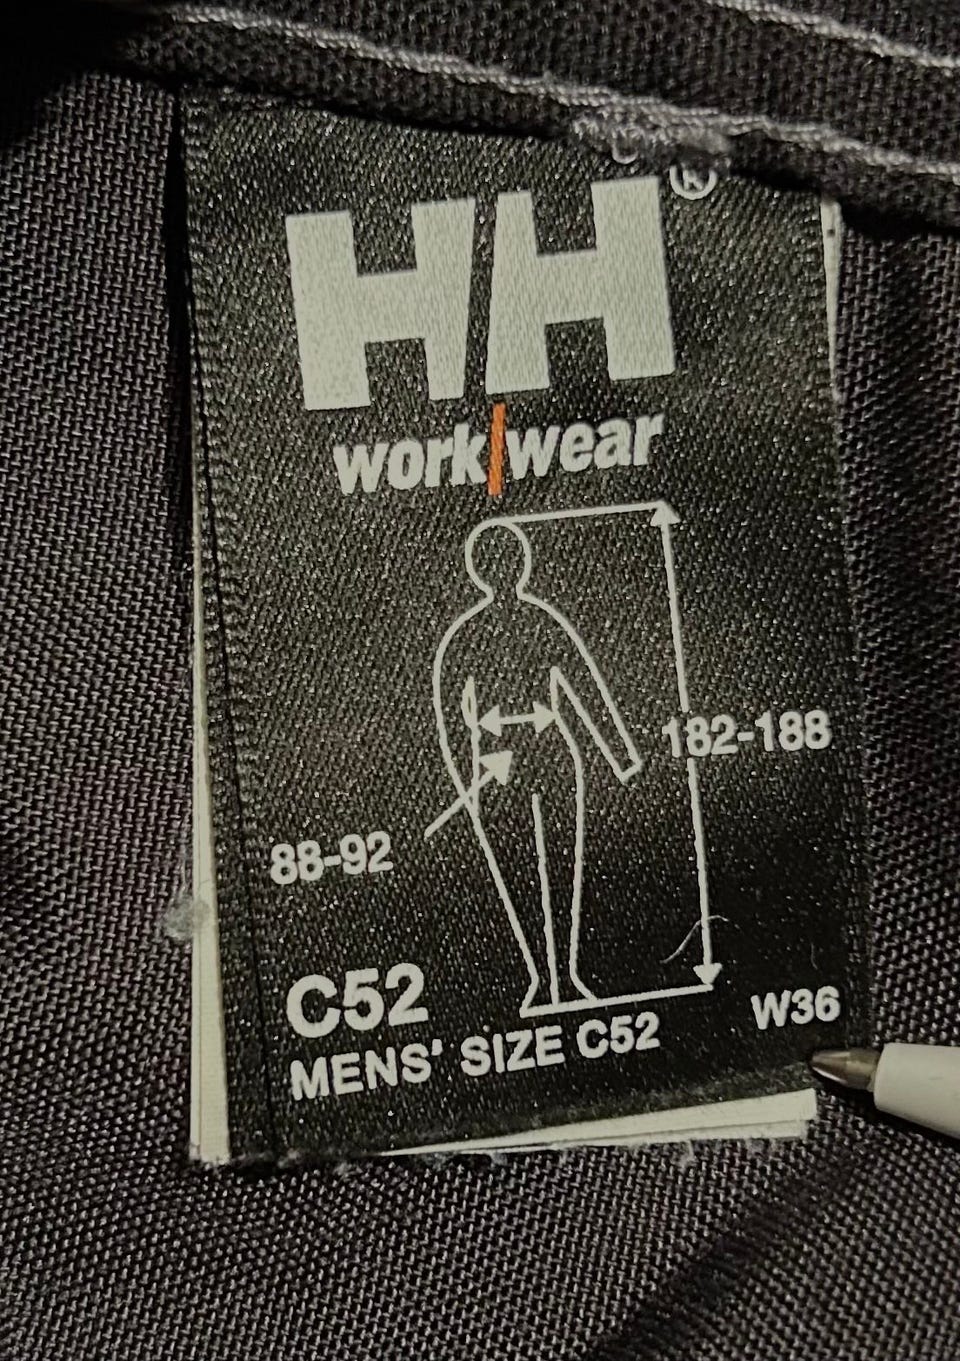 HH®
work/wear
182-188
88-92
C52
W36
MENS' SIZE C52